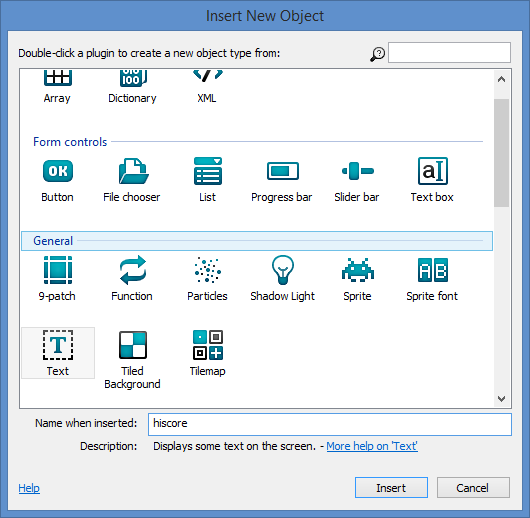 Insert New Object
Double-click a plugin to create a new object type from:
Array Dictionary XML
Form controls
OK aI
Button File chooser List Progress bar Slider bar Text box
General
AB
9-patch Function Particles Shadow Light Sprite Sprite font
T
Text Tiled Background Tilemap
Name when inserted: hiscore
Description: Displays some text on the screen. - More help on 'Text'
Help Insert Cancel